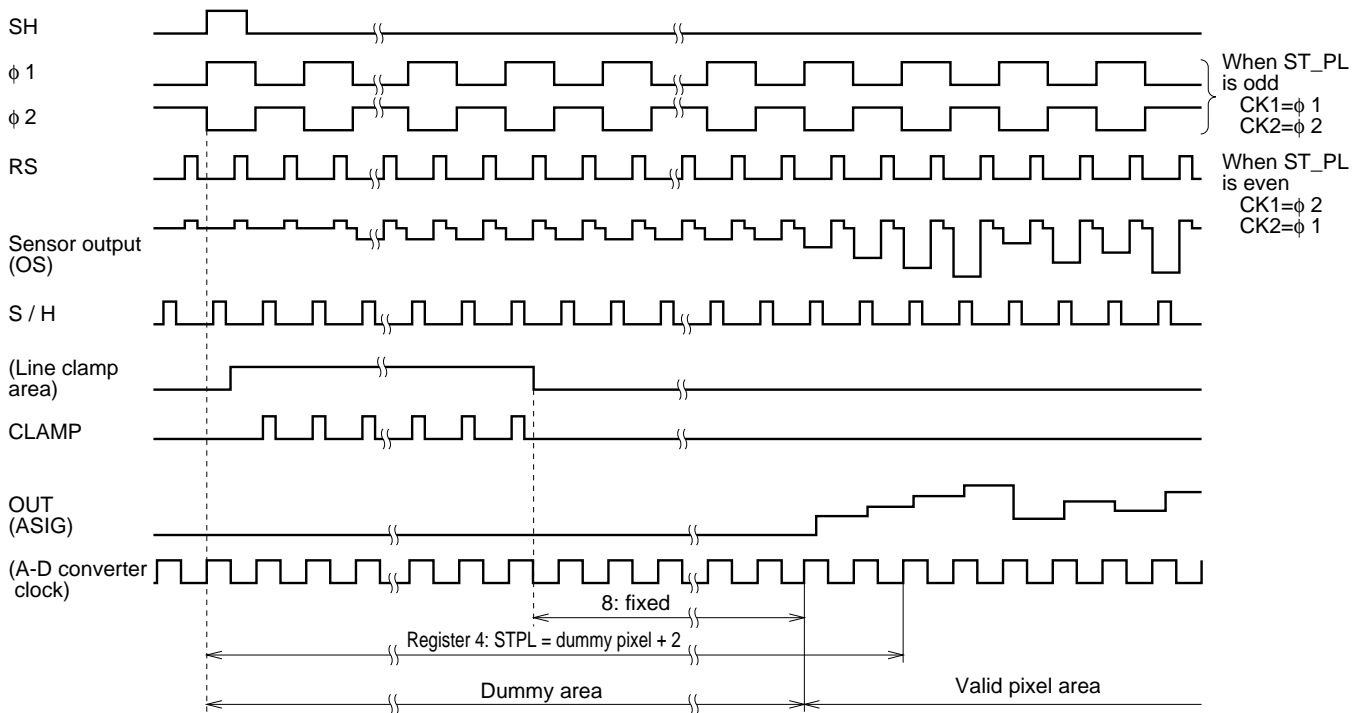 SH
φ 1
φ 2
When ST_PL
is odd
CK1=φ 1
CK2=φ 2
RS
When ST_PL
is even
CK1=φ 2
CK2=φ 1
Sensor output
(OS)
S / H
(Line clamp
area)
CLAMP
OUT
(ASIG)
(A-D converter
clock)
8: fixed
Register 4: STPL = dummy pixel + 2
Dummy area
Valid pixel area